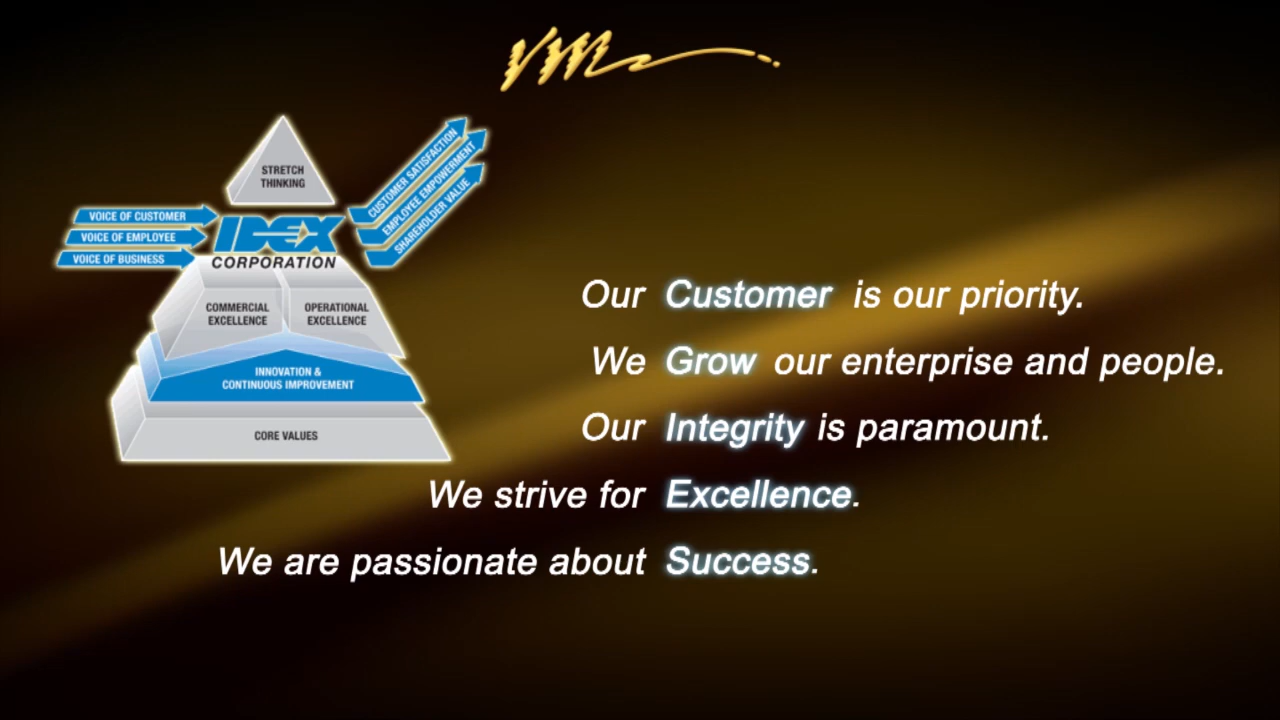 VM
STRETCH
THINKING
VOICE OF CUSTOMER
VOICE OF EMPLOYEE
VOICE OF BUSINESS
IDEX
CORPORATION
CUSTOMER SATISFACTION
EMPLOYEE EMPOWERMENT
SHAREHOLDER VALUE
COMMERCIAL
EXCELLENCE
OPERATIONAL
EXCELLENCE
INNOVATION &
CONTINUOUS IMPROVEMENT
CORE VALUES
Our Customer is our priority.
We Grow our enterprise and people.
Our Integrity is paramount.
We strive for Excellence.
We are passionate about Success.